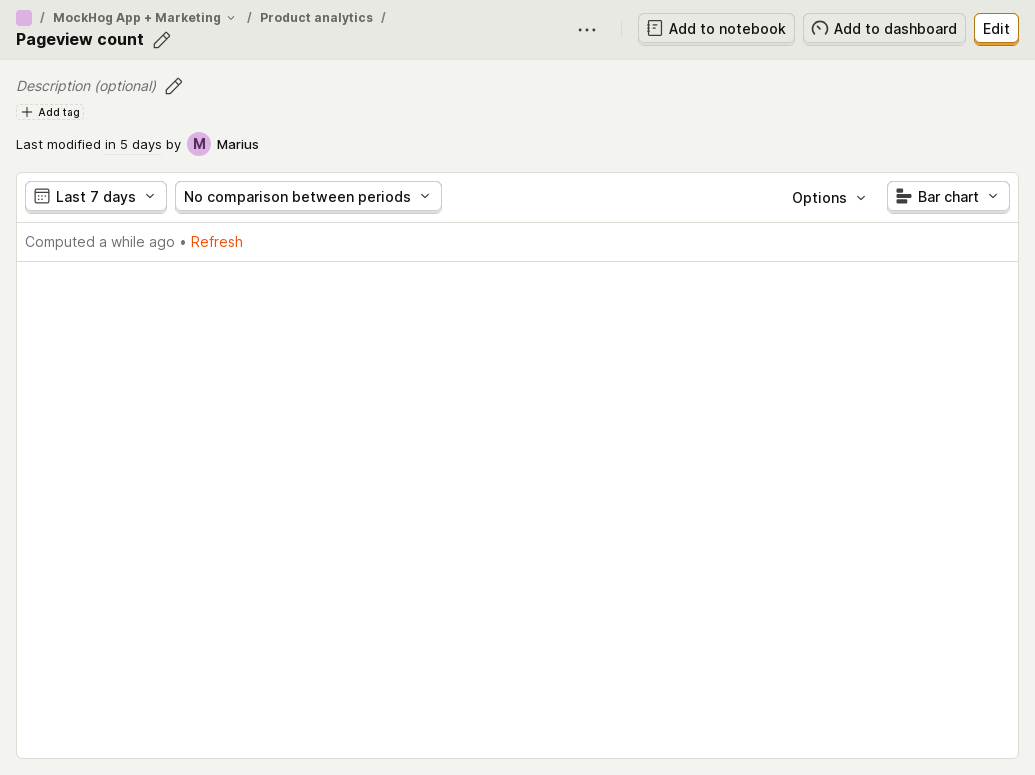 / MockHog App + Marketing / Product analytics /
Pageview count
Add to notebook
Add to dashboard
Edit
Description (optional)
Add tag
Last modified in 5 days by M Marius
Last 7 days
No comparison between periods
Options
Bar chart
Computed a while ago • Refresh